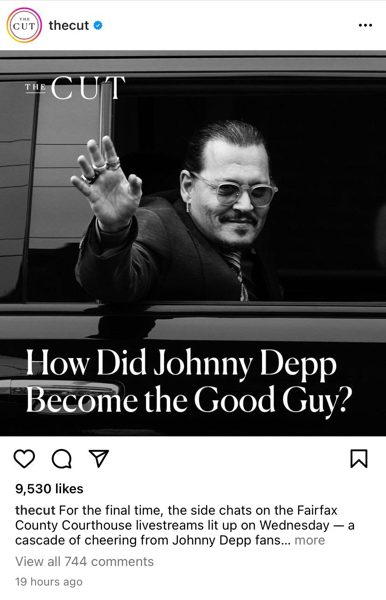 THE CUT
thecut
THE CUT
How Did Johnny Depp
Become the Good Guy?
9,530 likes
thecut For the final time, the side chats on the Fairfax
County Courthouse livestreams lit up on Wednesday — a
cascade of cheering from Johnny Depp fans... more
View all 744 comments
19 hours ago